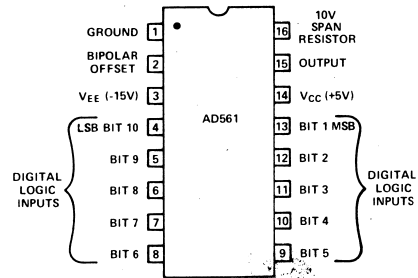 GROUND 1
BIPOLAR
OFFSET 2
VEE (-15V) 3
LSB BIT 10 4
BIT 9 5
BIT 8 6
BIT 7 7
BIT 6 8
DIGITAL
LOGIC
INPUTS
AD561
10V
SPAN
RESISTOR
16
15 OUTPUT
14 VCC (+5V)
13 BIT 1 MSB
12 BIT 2
11 BIT 3
10 BIT 4
9 BIT 5
DIGITAL
LOGIC
INPUTS